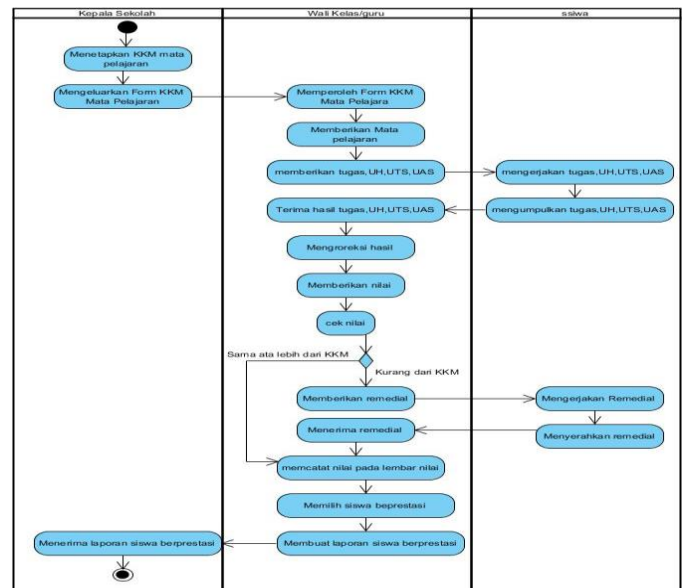 Kepala Sekolah
Wali Kelas/guru
ssiwa
Menetapkan KKM mata
pelajaran
Mengeluarkan Form KKM
Mata Pelajaran
Memperoleh Form KKM
Mata Pelajara
Memberikan Mata
pelajaran
memberikan tugas,UH,UTS,UAS
mengerjakan tugas,UH,UTS,UAS
Terima hasil tugas,UH,UTS,UAS
mengumpulkan tugas,UH,UTS,UAS
Mengroreksi hasil
Memberikan nilai
cek nilai
Sama ata lebih dari KKM
Kurang dari KKM
Memberikan remedial
Mengerjakan Remedial
Menerima remedial
Menyerahkan remedial
memcatat nilai pada lembar nilai
Memilih siswa beprestasi
Menerima laporan siswa berprestasi
Membuat laporan siswa berprestasi